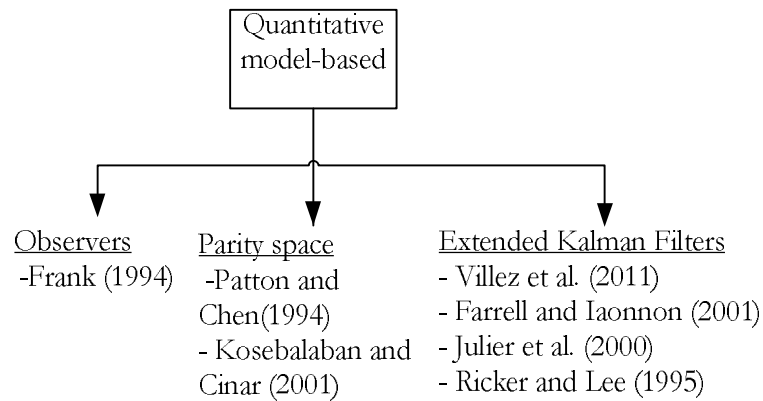 Quantitative
model-based
Observers
-Frank (1994)
Parity space
-Patton and
Chen(1994)
- Kosebalaban and
Cinar (2001)
Extended Kalman Filters
- Villez et al. (2011)
- Farrell and Iaonnon (2001)
- Julier et al. (2000)
- Ricker and Lee (1995)